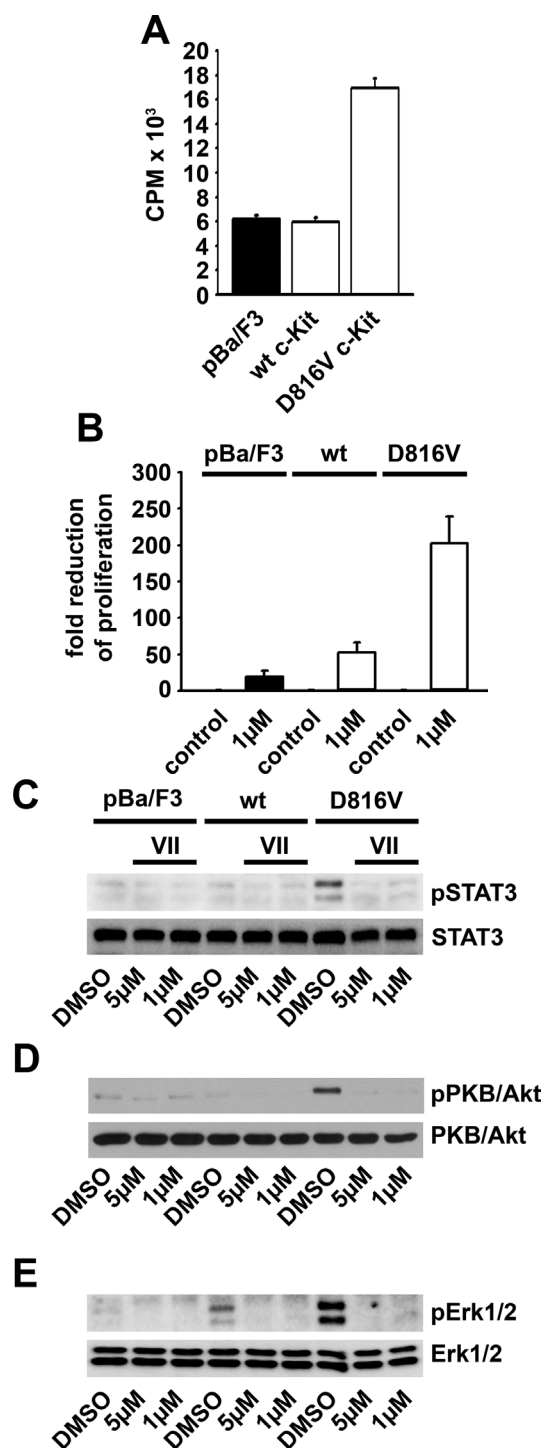 A
CPM x 10³
20
18
16
14
12
10
8
6
4
2
0
pBa/F3
wt c-Kit
D816V c-Kit
B
pBa/F3 wt D816V
fold reduction
of proliferation
300
250
200
150
100
50
0
control 1µM control 1µM control 1µM
C
pBa/F3 wt D816V
VII VII VII
pSTAT3
STAT3
DMSO 5µM 1µM DMSO 5µM 1µM DMSO 5µM 1µM
D
pPKB/Akt
PKB/Akt
DMSO 5µM 1µM DMSO 5µM 1µM DMSO 5µM 1µM
E
pErk1/2
Erk1/2
DMSO 5µM 1µM DMSO 5µM 1µM DMSO 5µM 1µM